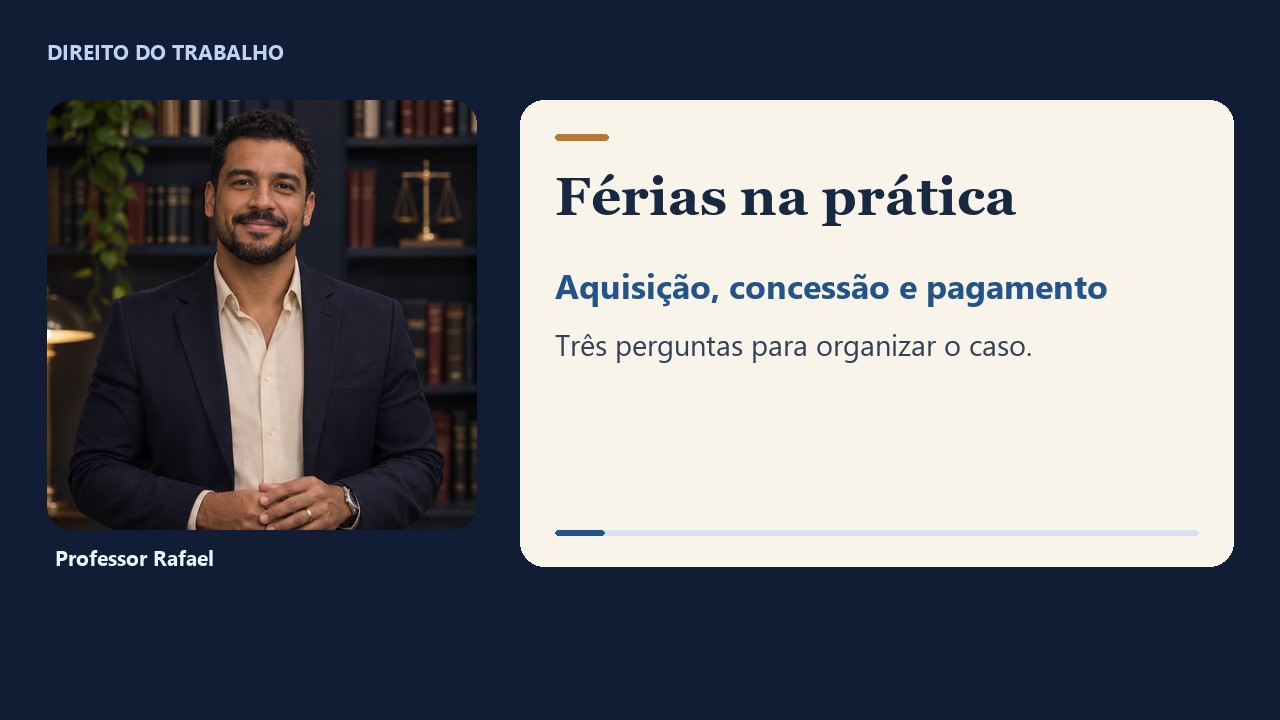 DIREITO DO TRABALHO
Férias na prática
Aquisição, concessão e pagamento
Três perguntas para organizar o caso.
Professor Rafael